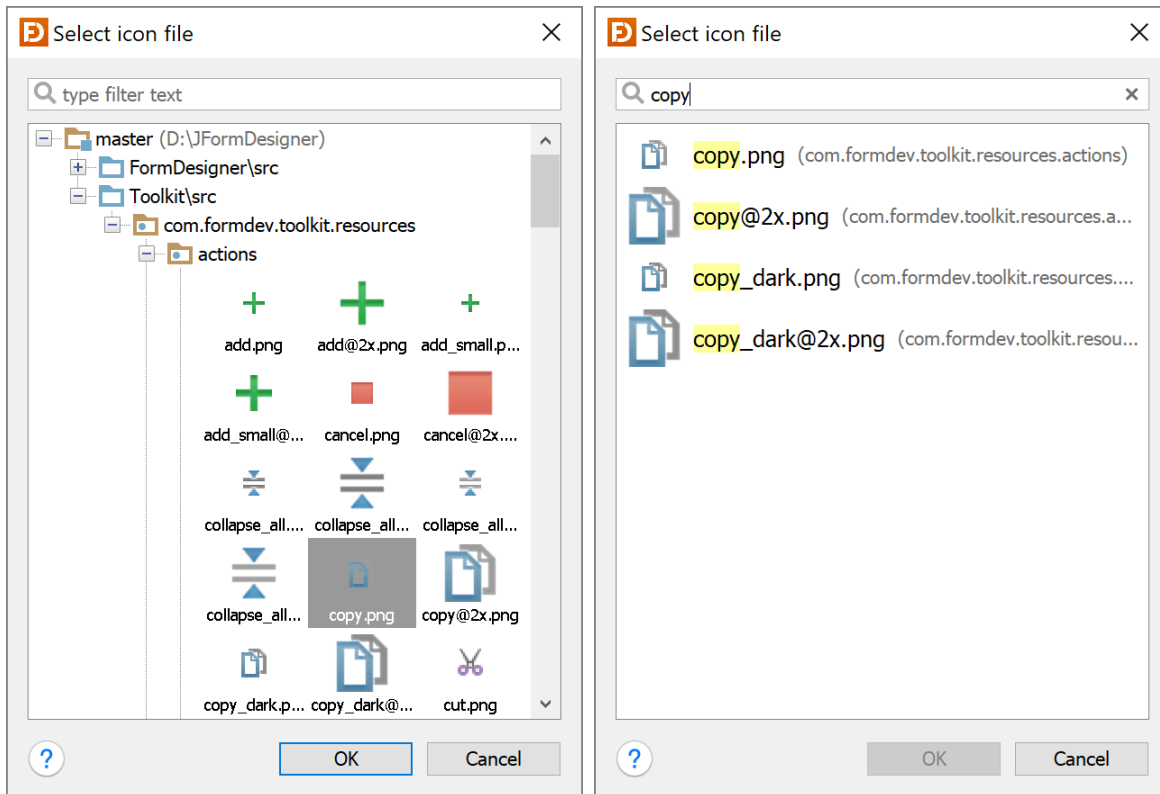 Select icon file
type filter text
master (D:\JFormDesigner)
FormDesigner\src
Toolkit\src
com.formdev.toolkit.resources
actions
add.png add@2x.png add_small.p...
add_small@... cancel.png cancel@2x....
collapse_all.... collapse_all... collapse_all...
collapse_all... copy.png copy@2x.png
copy_dark.p... copy_dark@... cut.png
? OK Cancel
Select icon file
copy
copy.png (com.formdev.toolkit.resources.actions)
copy@2x.png (com.formdev.toolkit.resources.a...
copy_dark.png (com.formdev.toolkit.resources....
copy_dark@2x.png (com.formdev.toolkit.resou...
? OK Cancel